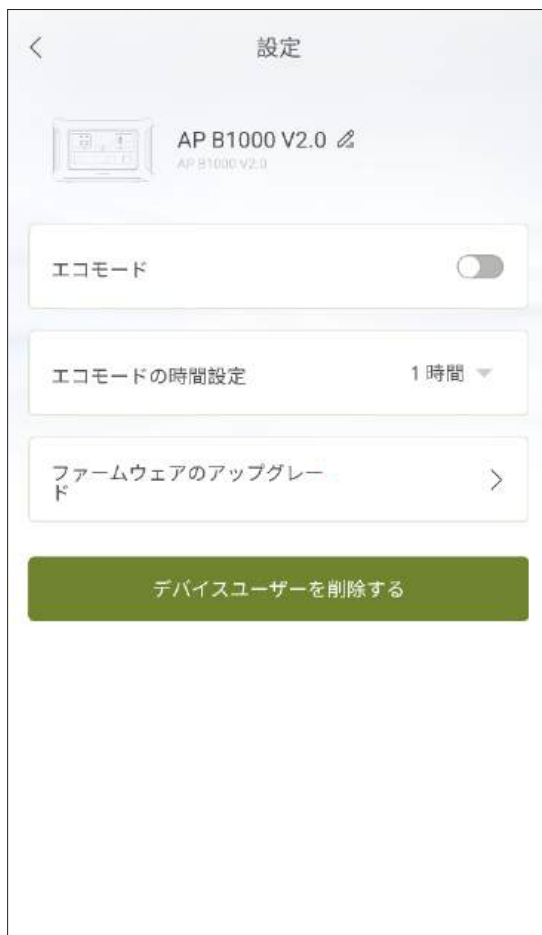 設定
AP B1000 V2.0
AP B1000 V2.0
エコモード
エコモードの時間設定 1時間
ファームウェアのアップグレー
ド
デバイスユーザーを削除する